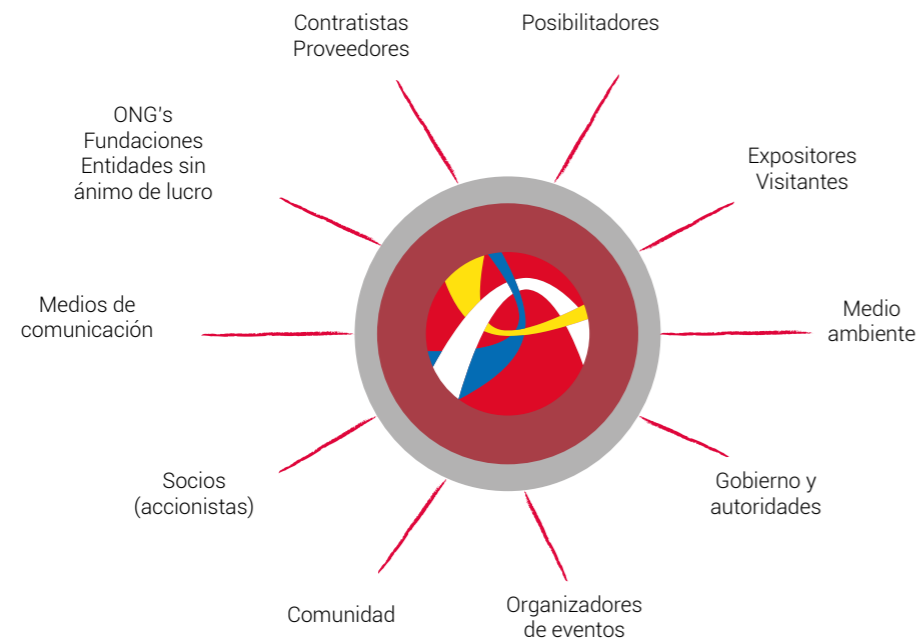 Contratistas
Proveedores
Posibilitadores
ONG's
Fundaciones
Entidades sin
ánimo de lucro
Expositores
Visitantes
Medios de
comunicación
Medio
ambiente
Socios
(accionistas)
Gobierno y
autoridades
Comunidad
Organizadores
de eventos